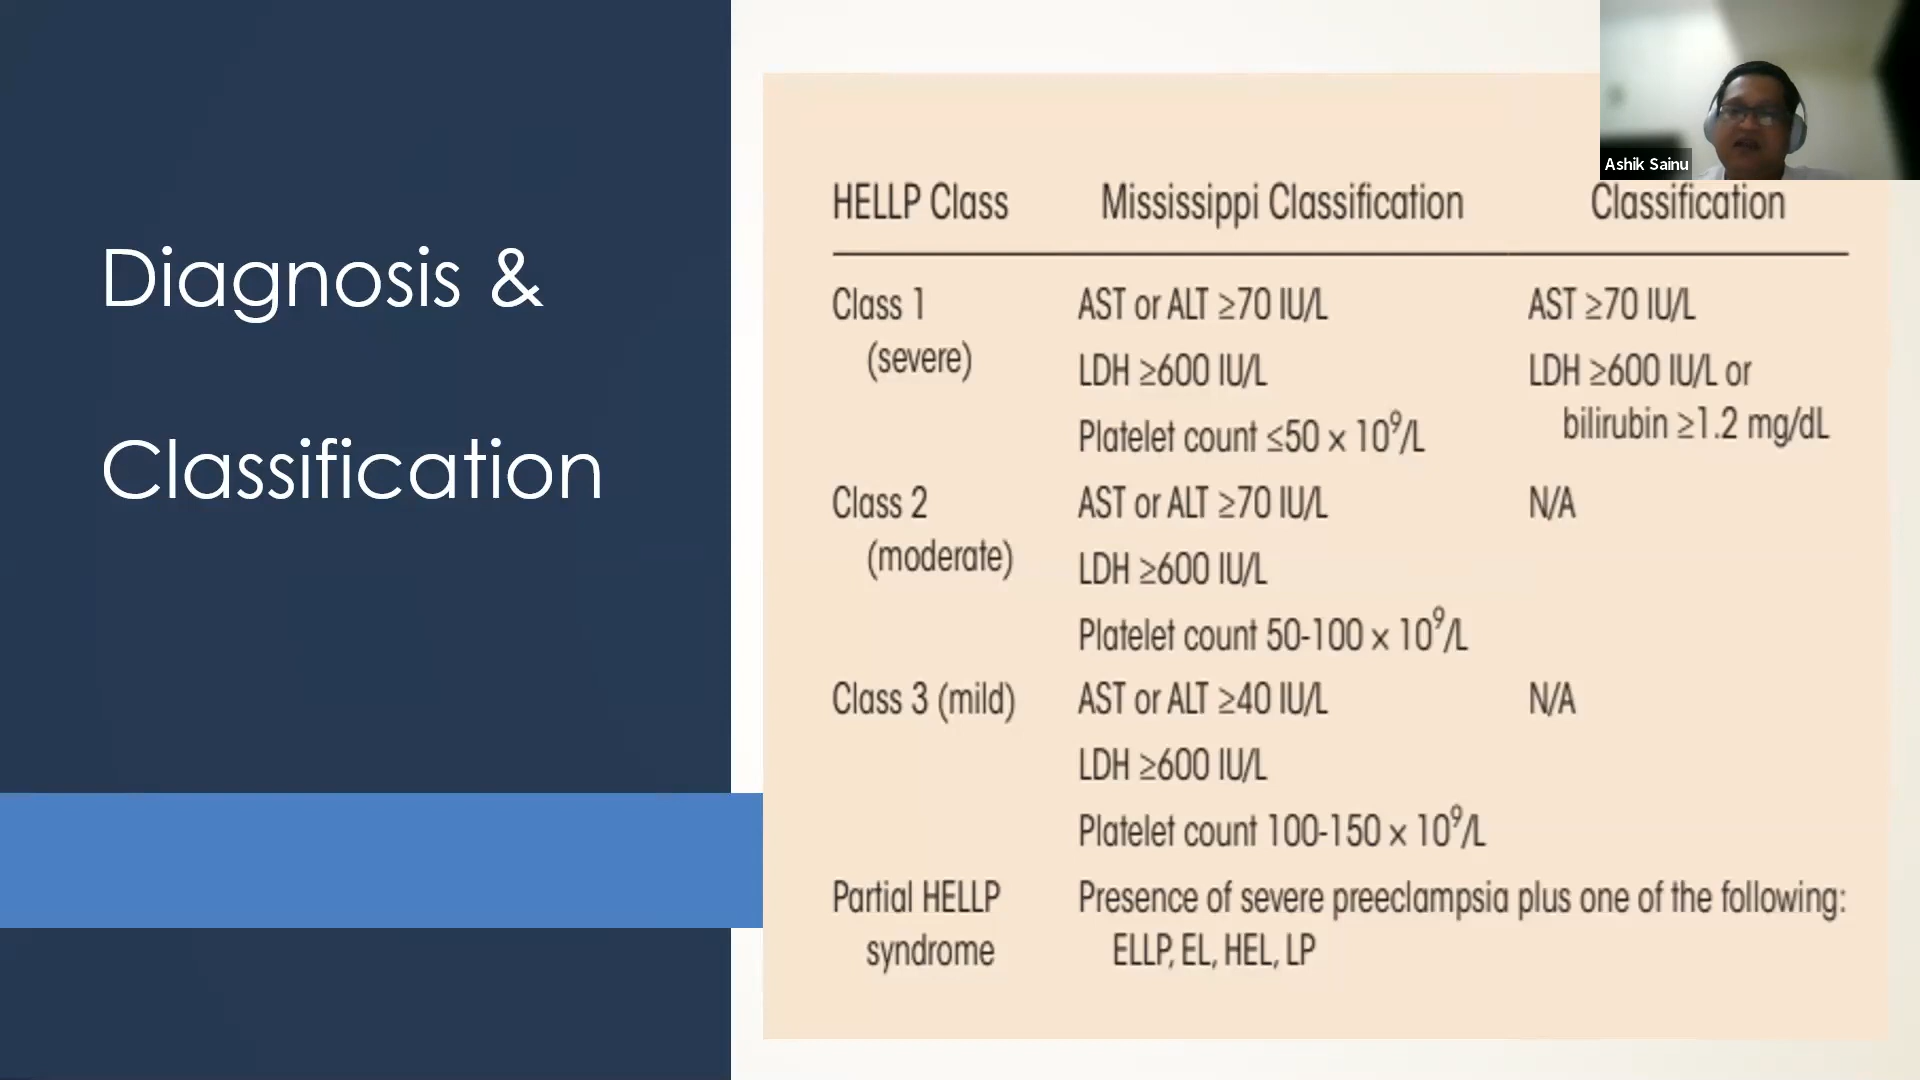 Diagnosis &
Classification
Ashik Sainu
HELLP Class Mississippi Classification Classification
Class 1 AST or ALT ≥70 IU/L AST ≥70 IU/L
(severe) LDH ≥600 IU/L LDH ≥600 IU/L or
Platelet count ≤50 x 10⁹/L bilirubin ≥1.2 mg/dL
Class 2 AST or ALT ≥70 IU/L N/A
(moderate) LDH ≥600 IU/L
Platelet count 50-100 x 10⁹/L
Class 3 (mild) AST or ALT ≥40 IU/L N/A
LDH ≥600 IU/L
Platelet count 100-150 x 10⁹/L
Partial HELLP Presence of severe preeclampsia plus one of the following:
syndrome ELLP, EL, HEL, LP